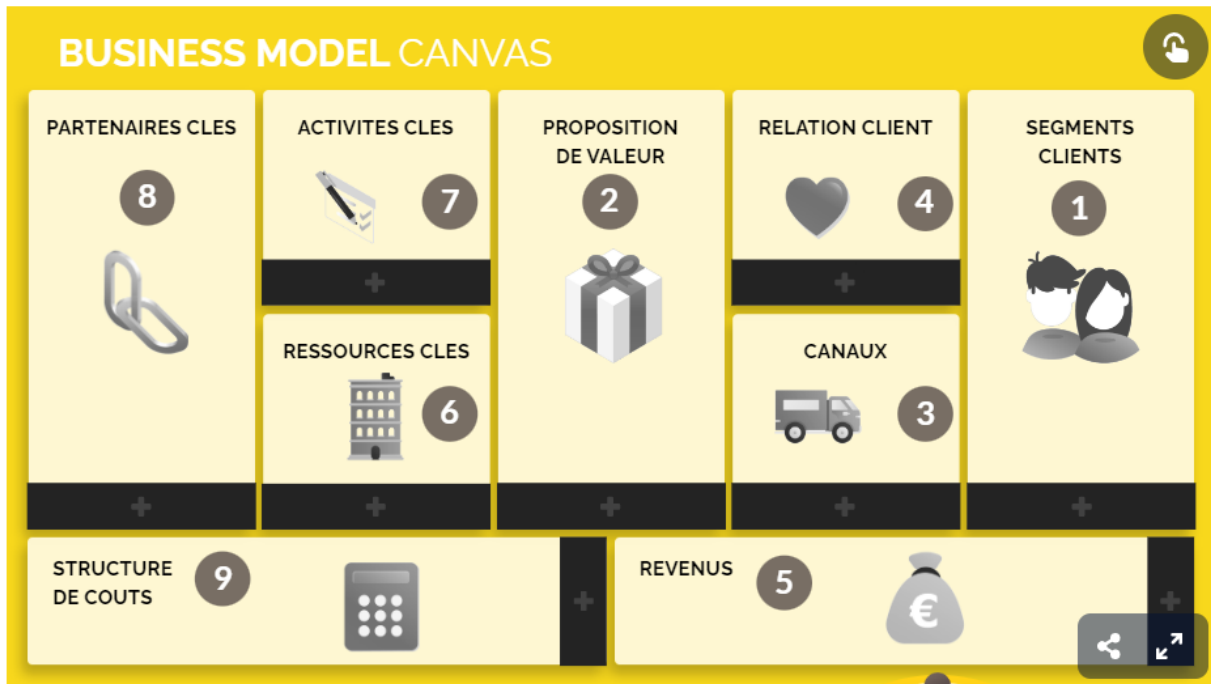 BUSINESS MODEL CANVAS
PARTENAIRES CLES
8
ACTIVITES CLES
7
RESSOURCES CLES
6
PROPOSITION
DE VALEUR
2
RELATION CLIENT
4
CANAUX
3
SEGMENTS
CLIENTS
1
STRUCTURE
DE COUTS
9
REVENUS
5
€